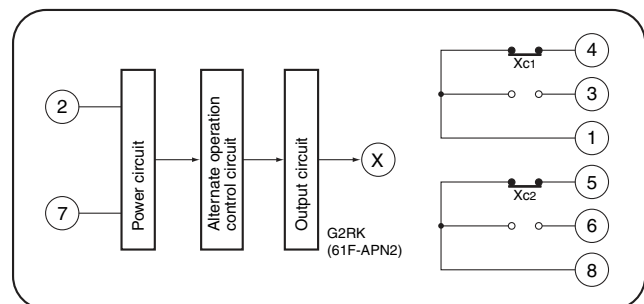 2
7
Power circuit
Alternate operation
control circuit
Output circuit
X
G2RK
(61F-APN2)
Xc1
4
3
1
Xc2
5
6
8